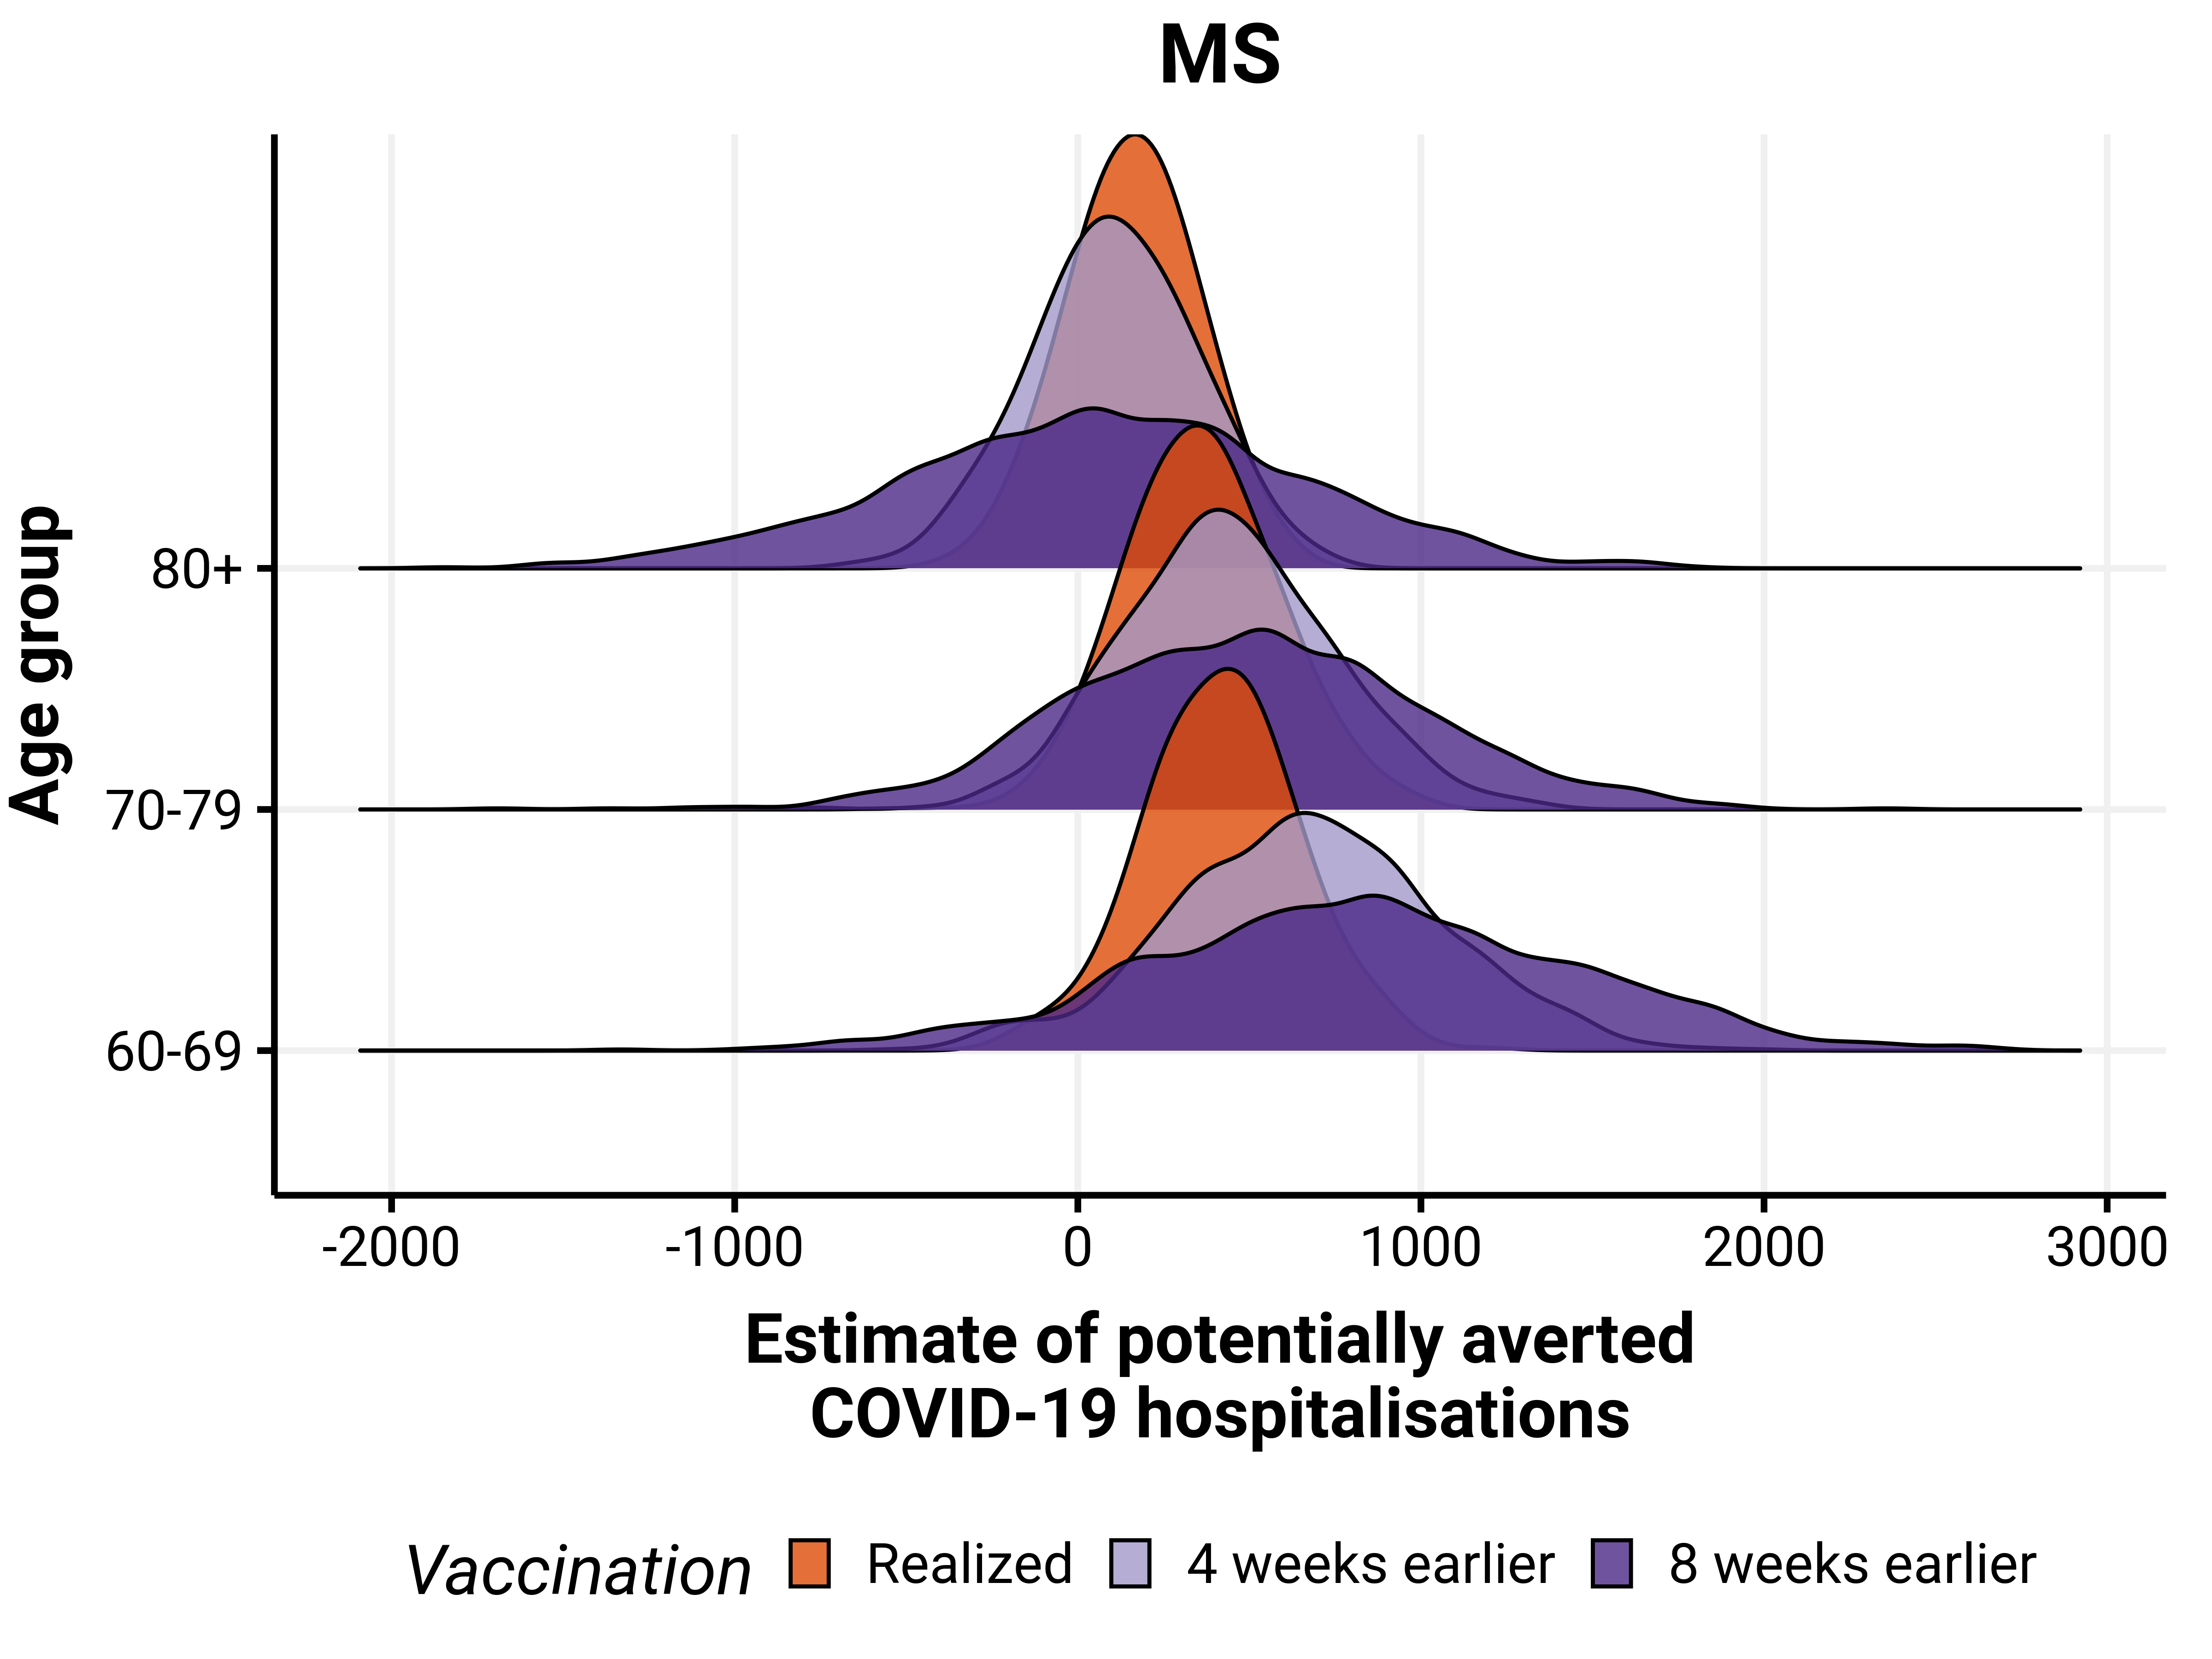 MS
Age group
80+
70-79
60-69
-2000 -1000 0 1000 2000 3000
Estimate of potentially averted
COVID-19 hospitalisations
Vaccination Realized 4 weeks earlier 8 weeks earlier